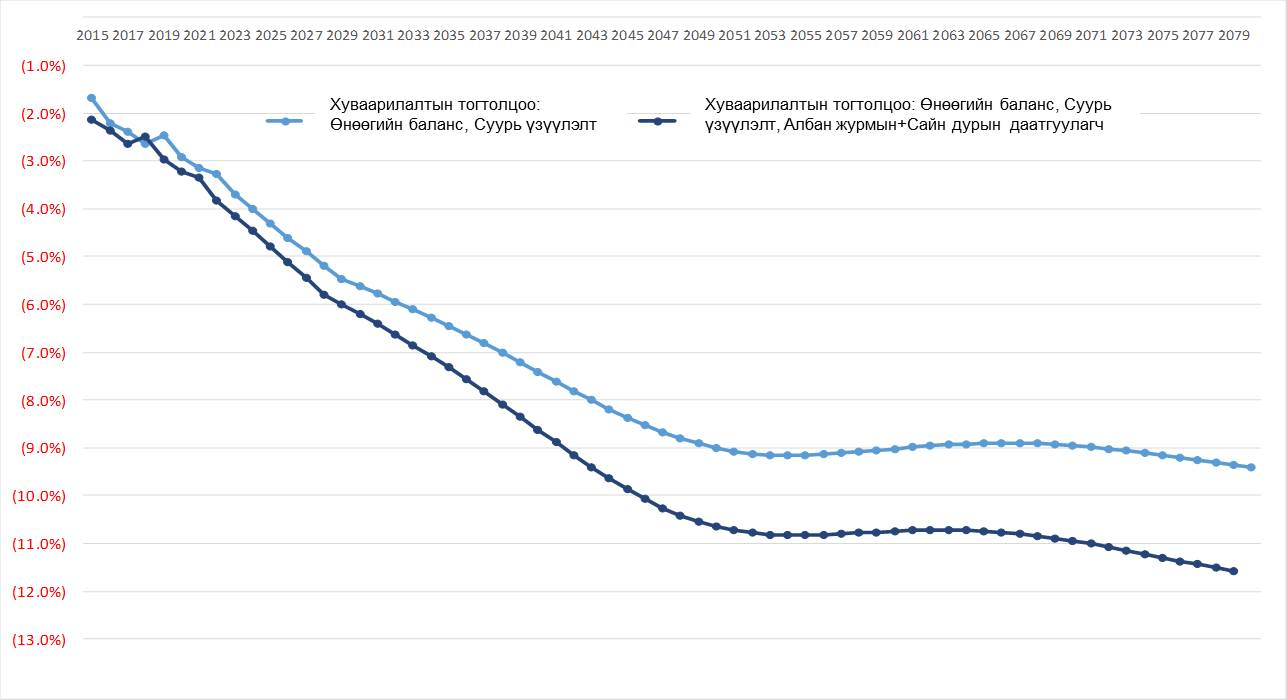 2015 2017 2019 2021 2023 2025 2027 2029 2031 2033 2035 2037 2039 2041 2043 2045 2047 2049 2051 2053 2055 2057 2059 2061 2063 2065 2067 2069 2071 2073 2075 2077 2079
(1.0%)
(2.0%)
(3.0%)
(4.0%)
(5.0%)
(6.0%)
(7.0%)
(8.0%)
(9.0%)
(10.0%)
(11.0%)
(12.0%)
(13.0%)
Хуваарилалтын тогтолцоо:
Өнөөгийн баланс, Суурь үзүүлэлт
Хуваарилалтын тогтолцоо: Өнөөгийн баланс, Суурь
үзүүлэлт, Албан журмын+Сайн дурын даатгуулагч